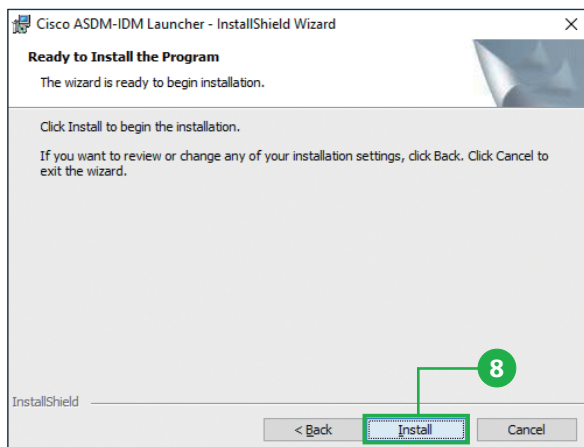 Cisco ASDM-IDM Launcher - InstallShield Wizard
Ready to Install the Program
The wizard is ready to begin installation.
Click Install to begin the installation.
If you want to review or change any of your installation settings, click Back. Click Cancel to
exit the wizard.
8
InstallShield
< Back Install Cancel